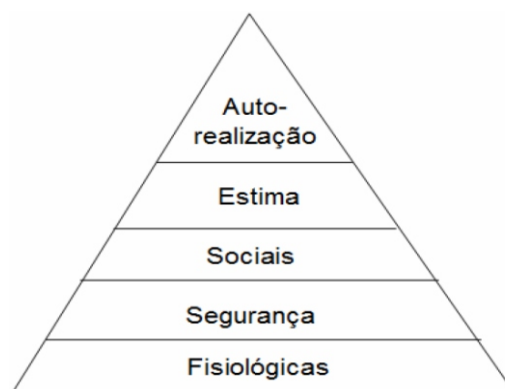 Auto-
realização
Estima
Sociais
Segurança
Fisiológicas